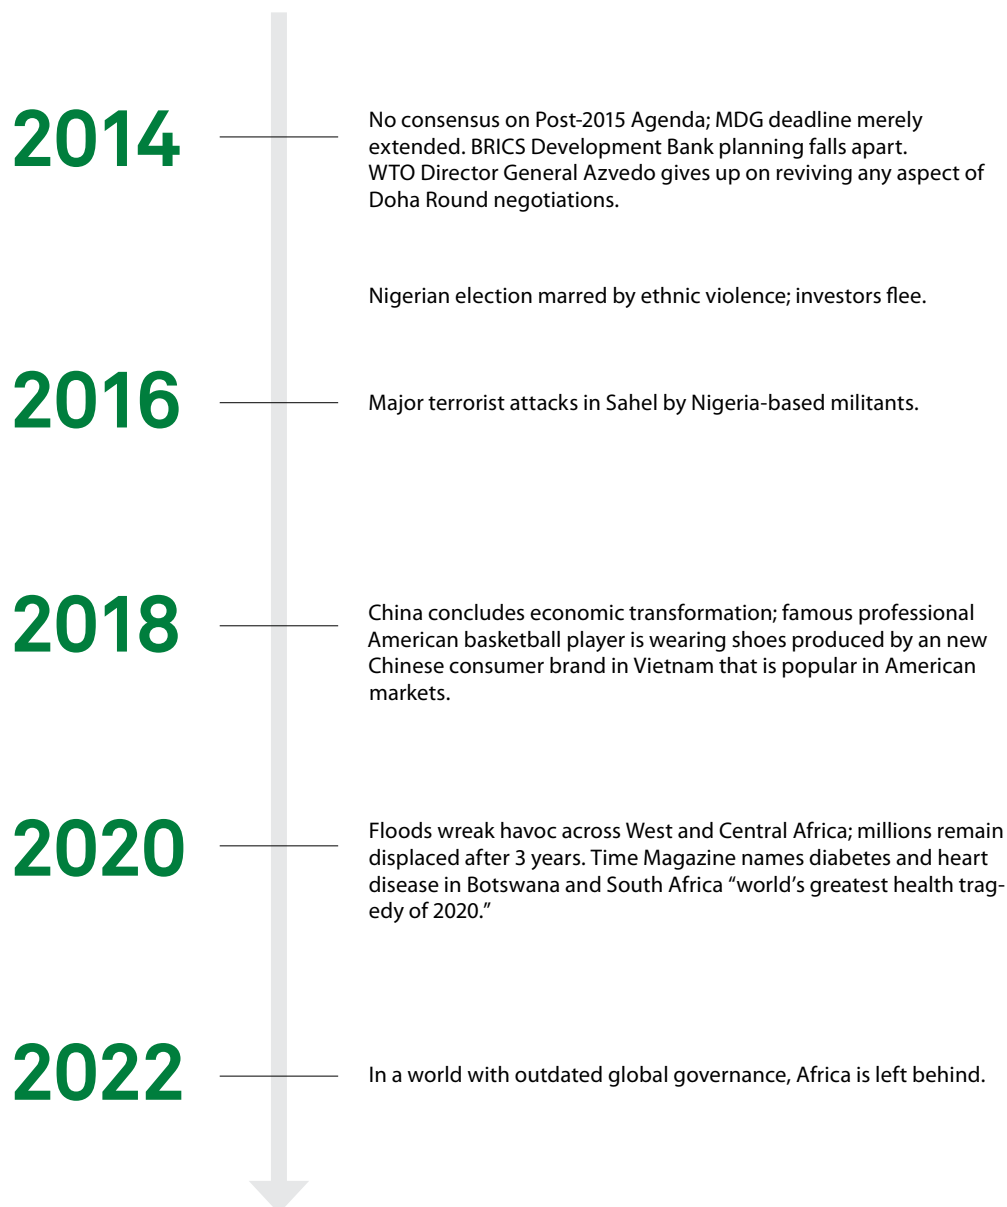 2014
No consensus on Post-2015 Agenda; MDG deadline merely
extended. BRICS Development Bank planning falls apart.
WTO Director General Azvedo gives up on reviving any aspect of
Doha Round negotiations.
Nigerian election marred by ethnic violence; investors flee.
2016
Major terrorist attacks in Sahel by Nigeria-based militants.
2018
China concludes economic transformation; famous professional
American basketball player is wearing shoes produced by an new
Chinese consumer brand in Vietnam that is popular in American
markets.
2020
Floods wreak havoc across West and Central Africa; millions remain
displaced after 3 years. Time Magazine names diabetes and heart
disease in Botswana and South Africa “world’s greatest health trag-
edy of 2020.”
2022
In a world with outdated global governance, Africa is left behind.